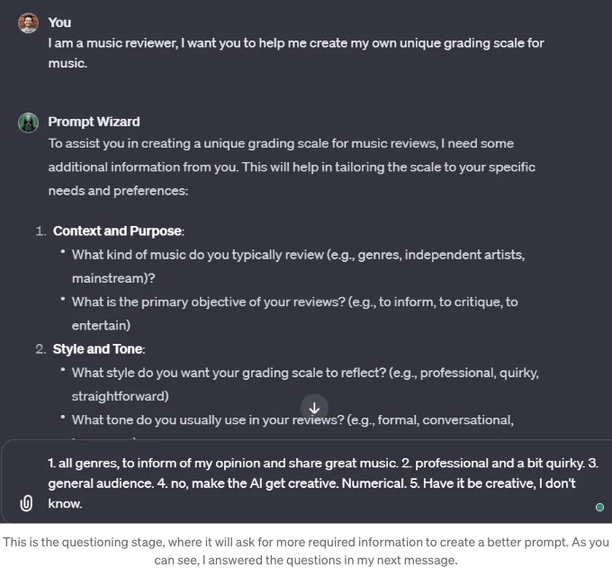 You
I am a music reviewer, I want you to help me create my own unique grading scale for
music.
Prompt Wizard
To assist you in creating a unique grading scale for music reviews, I need some
additional information from you. This will help in tailoring the scale to your specific
needs and preferences:
1. Context and Purpose:
• What kind of music do you typically review (e.g., genres, independent artists,
mainstream)?
• What is the primary objective of your reviews? (e.g., to inform, to critique, to
entertain)
2. Style and Tone:
• What style do you want your grading scale to reflect? (e.g., professional, quirky,
straightforward)
• What tone do you usually use in your reviews? (e.g., formal, conversational,
1. all genres, to inform of my opinion and share great music. 2. professional and a bit quirky. 3.
general audience. 4. no, make the AI get creative. Numerical. 5. Have it be creative, I don't
know.
This is the questioning stage, where it will ask for more required information to create a better prompt. As you
can see, I answered the questions in my next message.